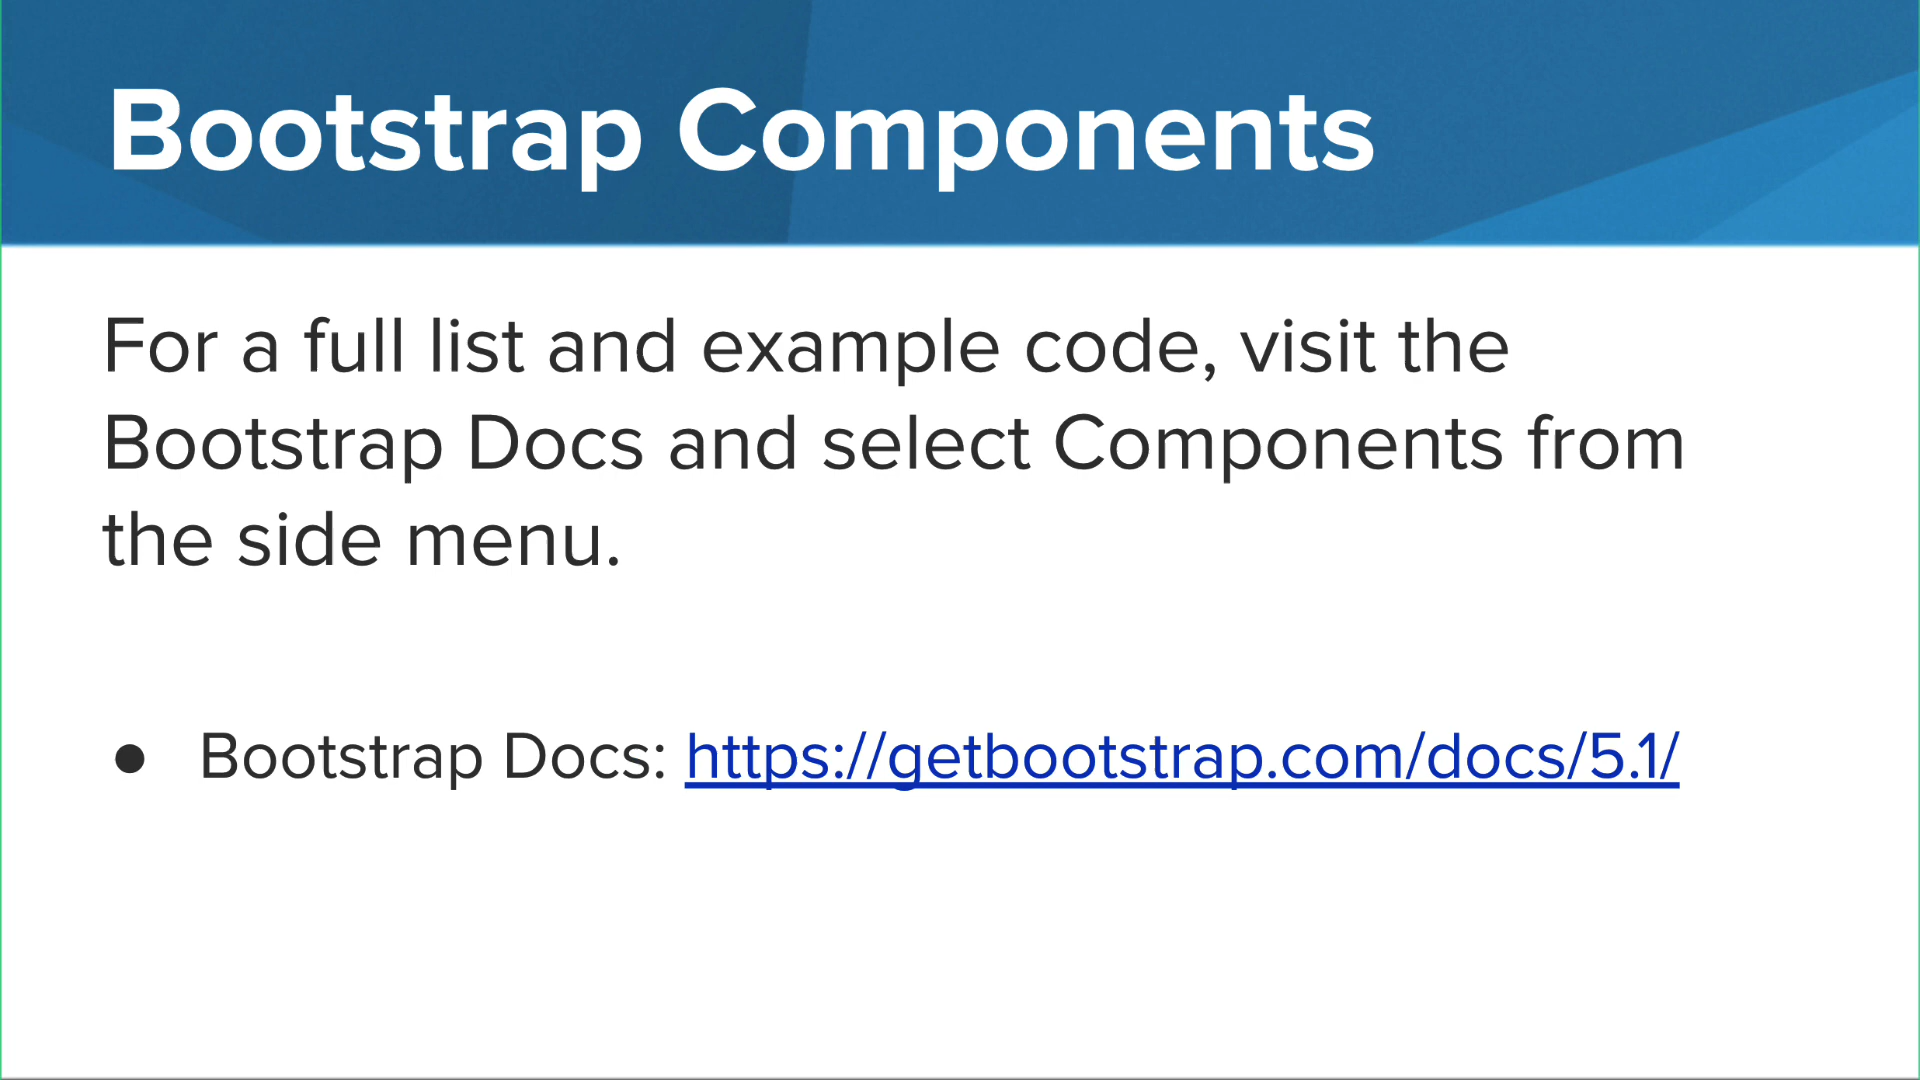 Bootstrap Components
For a full list and example code, visit the
Bootstrap Docs and select Components from
the side menu.
● Bootstrap Docs: https://getbootstrap.com/docs/5.1/